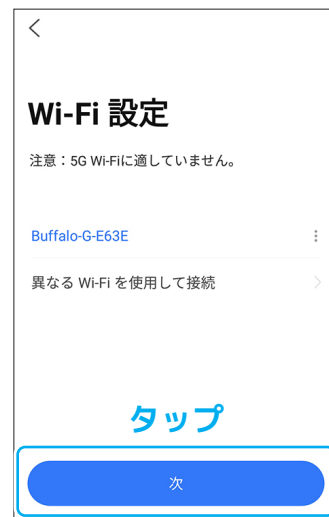 Wi-Fi 設定
注意：5G Wi-Fiに適していません。
Buffalo-G-E63E
異なる Wi-Fi を使用して接続
タップ
次